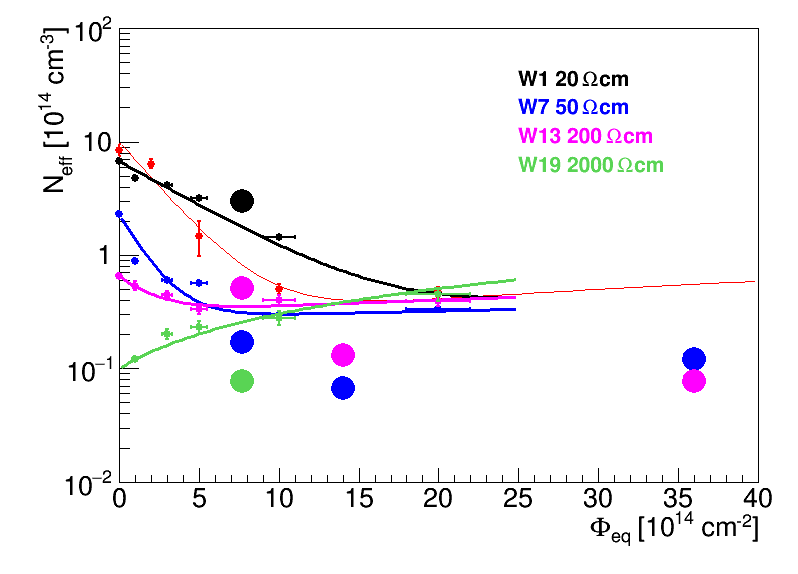 10²
N_eff [10¹⁴ cm⁻³]
W1 20 Ωcm
W7 50 Ωcm
W13 200 Ωcm
W19 2000 Ωcm
10
1
10⁻¹
10⁻²
0 5 10 15 20 25 30 35 40
Φ_eq [10¹⁴ cm⁻²]